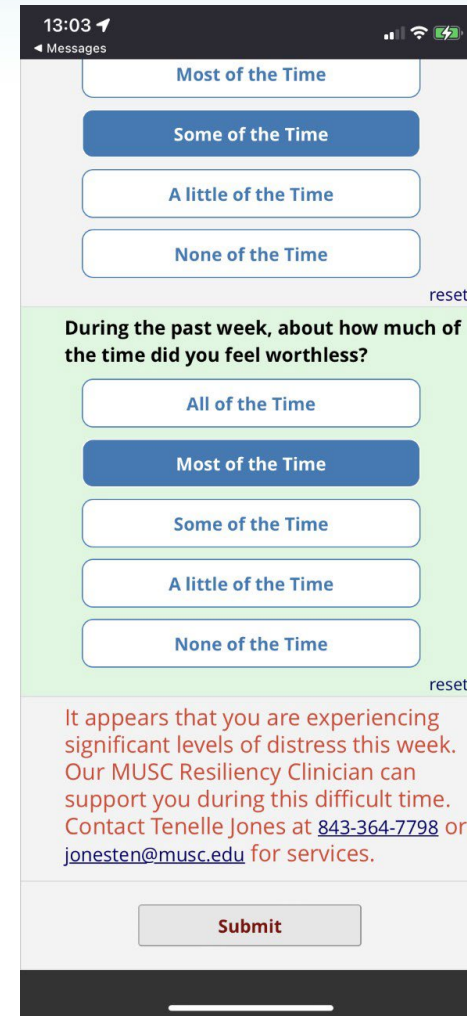 13:03
◄ Messages
Most of the Time
Some of the Time
A little of the Time
None of the Time
reset
During the past week, about how much of
the time did you feel worthless?
All of the Time
Most of the Time
Some of the Time
A little of the Time
None of the Time
reset
It appears that you are experiencing
significant levels of distress this week.
Our MUSC Resiliency Clinician can
support you during this difficult time.
Contact Tenelle Jones at 843-364-7798 or
jonesten@musc.edu for services.
Submit